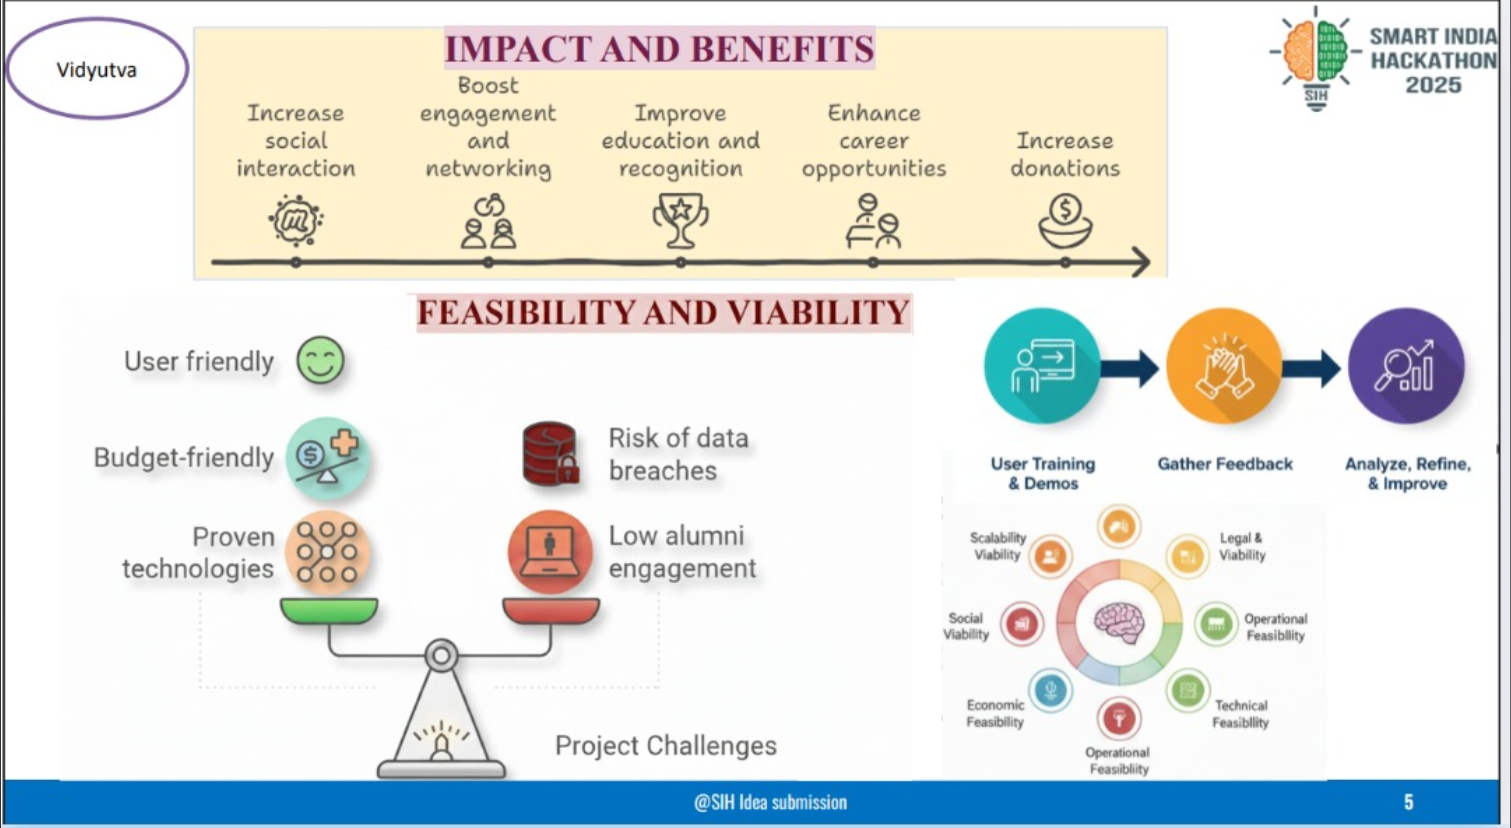 Vidyutva
IMPACT AND BENEFITS
SMART INDIA
HACKATHON
2025
SIH
Increase
social
interaction
Boost
engagement
and
networking
Improve
education and
recognition
Enhance
career
opportunities
Increase
donations
FEASIBILITY AND VIABILITY
User friendly
Budget-friendly
Proven
technologies
Risk of data
breaches
Low alumni
engagement
Project Challenges
User Training
& Demos
Gather Feedback
Analyze, Refine,
& Improve
Scalability
Viability
Legal &
Viability
Social
Viability
Operational
Feasibility
Economic
Feasibility
Technical
Feasibility
Operational
Feasibliity
@SIH Idea submission
5